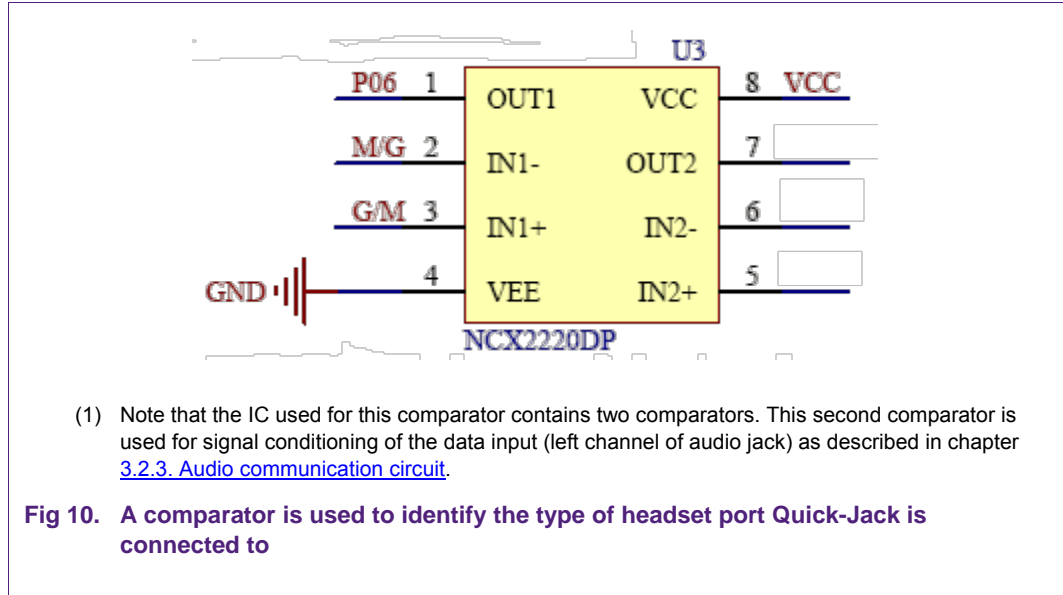 U3
P06 1 OUT1 VCC 8 VCC
M/G 2 IN1- OUT2 7
G/M 3 IN1+ IN2- 6
GND 4 VEE IN2+ 5
NCX2220DP
(1) Note that the IC used for this comparator contains two comparators. This second comparator is
used for signal conditioning of the data input (left channel of audio jack) as described in chapter
3.2.3. Audio communication circuit.
Fig 10. A comparator is used to identify the type of headset port Quick-Jack is
connected to